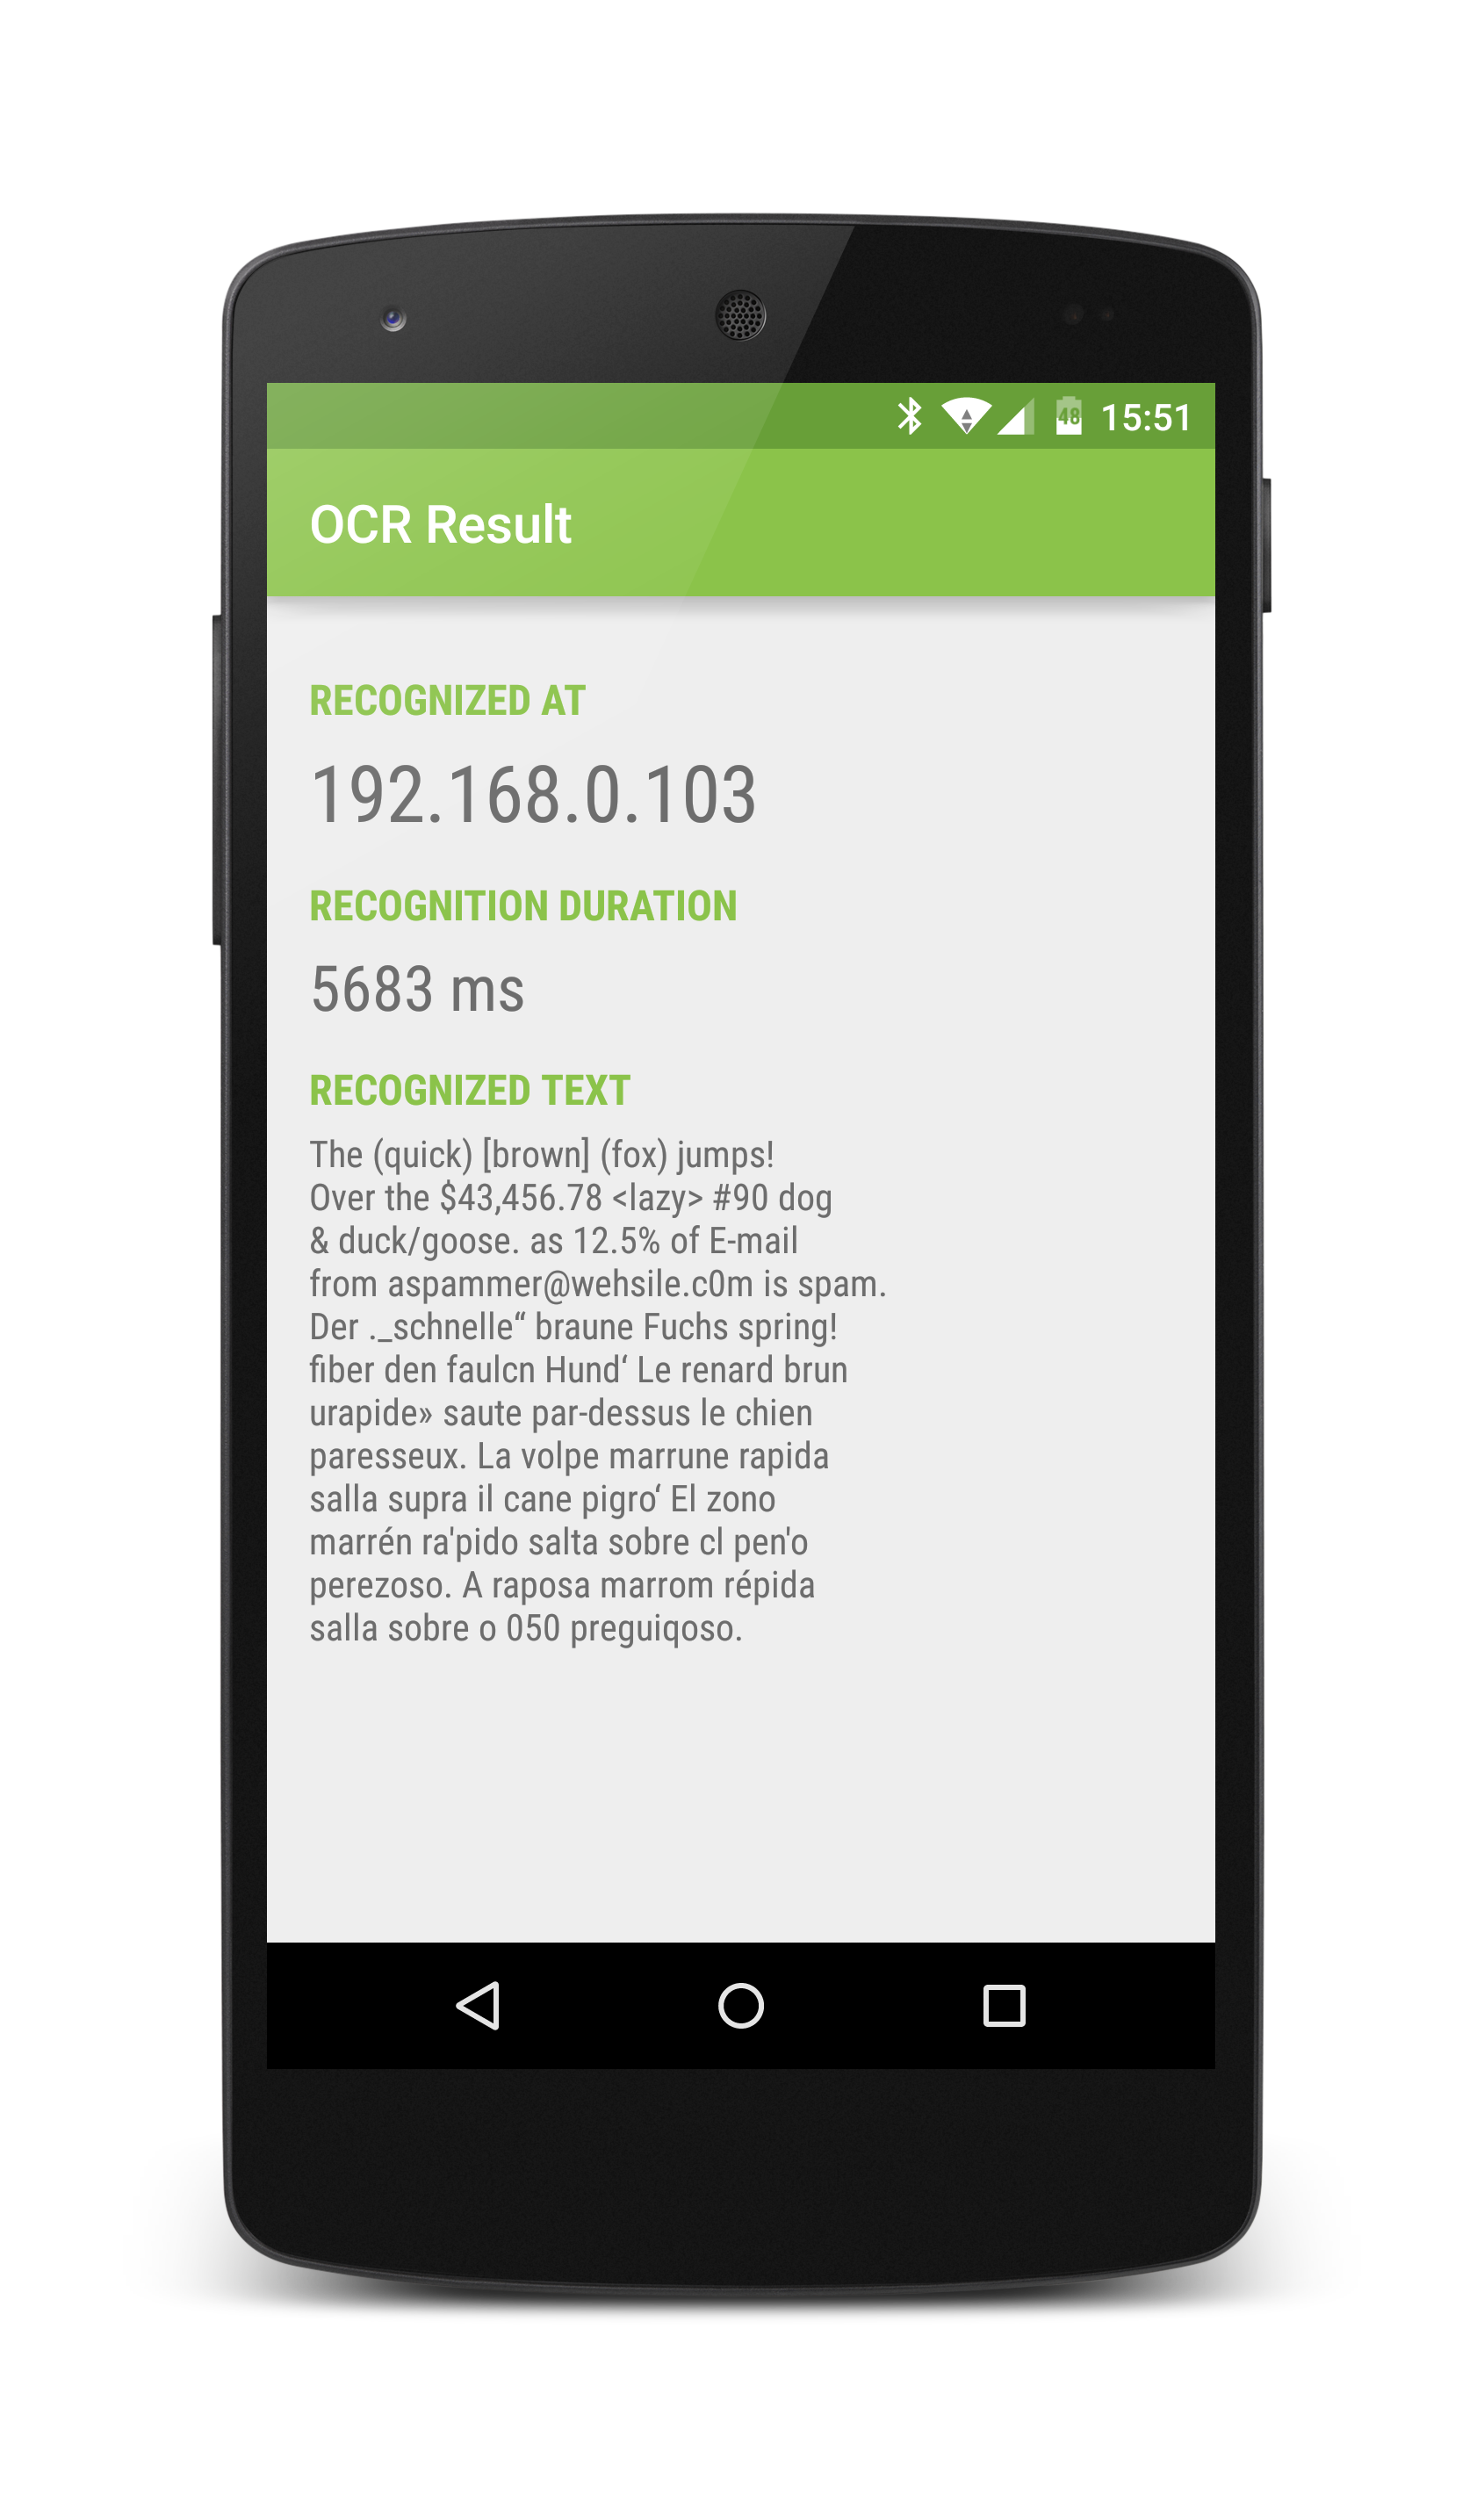 48 15:51
OCR Result
RECOGNIZED AT
192.168.0.103
RECOGNITION DURATION
5683 ms
RECOGNIZED TEXT
The (quick) [brown] (fox) jumps!
Over the $43,456.78 <lazy> #90 dog
& duck/goose. as 12.5% of E-mail
from aspammer@wehsile.c0m is spam.
Der ._schnelle“ braune Fuchs spring!
fiber den faulcn Hund‘ Le renard brun
urapide» saute par-dessus le chien
paresseux. La volpe marrune rapida
salla supra il cane pigro‘ El zono
marrén ra'pido salta sobre cl pen'o
perezoso. A raposa marrom répida
salla sobre o 050 preguiqoso.